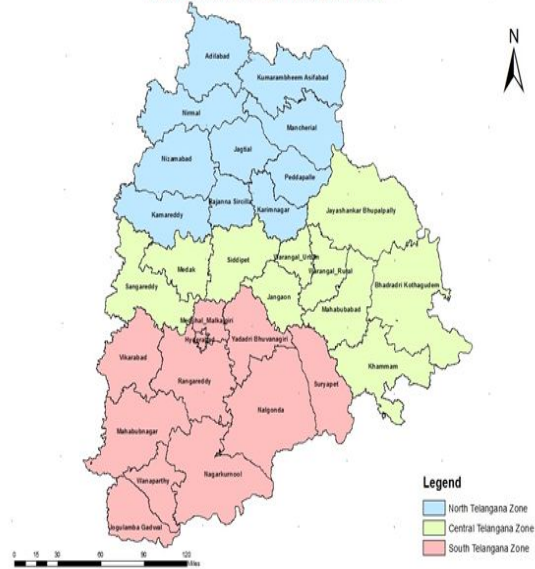 N
Adilabad
Kumarambheem Asifabad
Nirmal
Mancherial
Jagtial
Nizamabad
Peddapalle
Rajanna Sircilla
Karimnagar
Kamareddy
Jayashankar Bhupalpally
Warangal_Urban
Siddipet
Medak
Warangal_Rural
Sangareddy
Bhadradri Kothagudem
Jangaon
Mahabubabad
Medchal_Malkajgiri
Hyderabad
Yadadri Bhuvanagiri
Vikarabad
Khammam
Rangareddy
Suryapet
Nalgonda
Mahabubnagar
Nagarkurnool
Wanaparthy
Jogulamba Gadwal
Legend
North Telangana Zone
Central Telangana Zone
South Telangana Zone
0 15 30 60 90 120
Miles